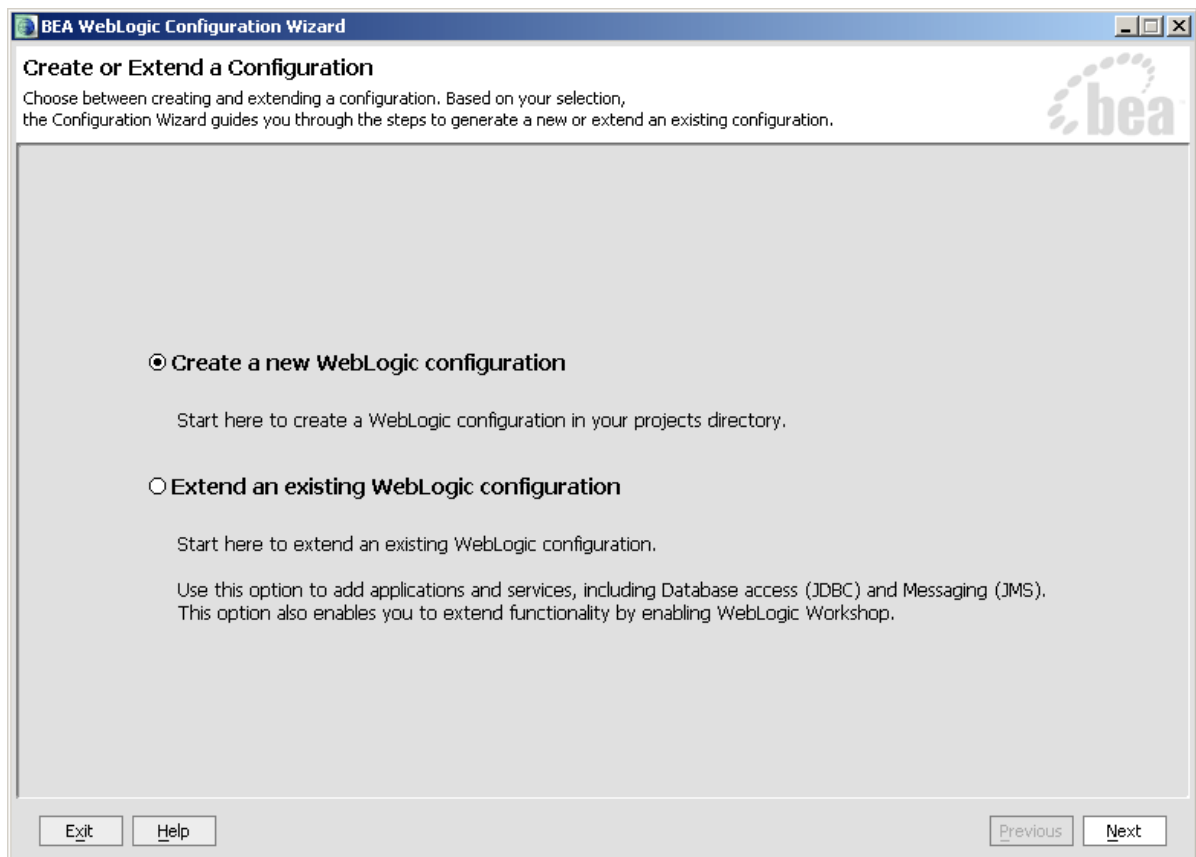 BEA WebLogic Configuration Wizard
Create or Extend a Configuration
Choose between creating and extending a configuration. Based on your selection,
the Configuration Wizard guides you through the steps to generate a new or extend an existing configuration.
bea
Create a new WebLogic configuration
Start here to create a WebLogic configuration in your projects directory.
Extend an existing WebLogic configuration
Start here to extend an existing WebLogic configuration.
Use this option to add applications and services, including Database access (JDBC) and Messaging (JMS).
This option also enables you to extend functionality by enabling WebLogic Workshop.
Exit Help Previous Next